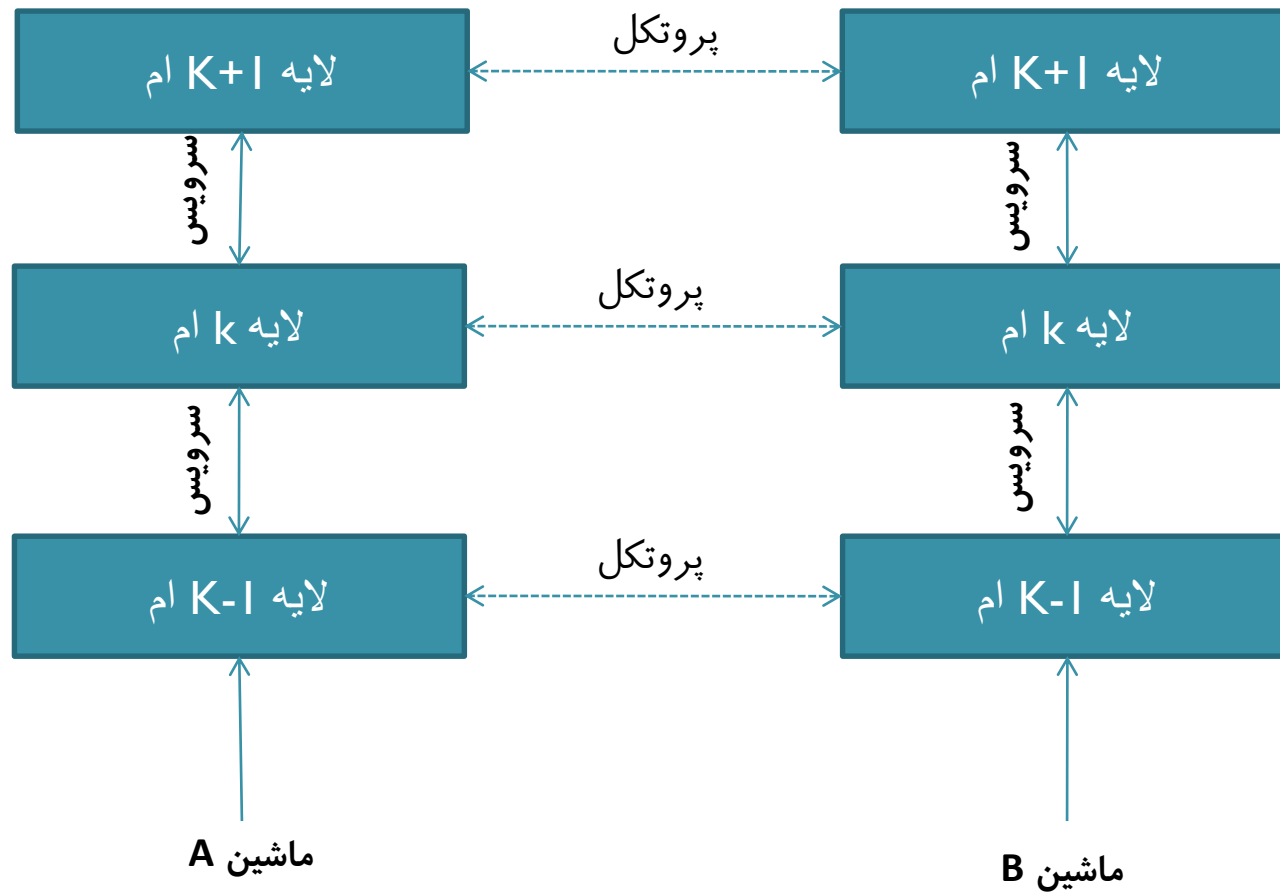 پروتکل
لایه K+1 ام
لایه K+1 ام
سرویس
سرویس
پروتکل
لایه k ام
لایه k ام
سرویس
سرویس
پروتکل
لایه K-1 ام
لایه K-1 ام
ماشین A
ماشین B